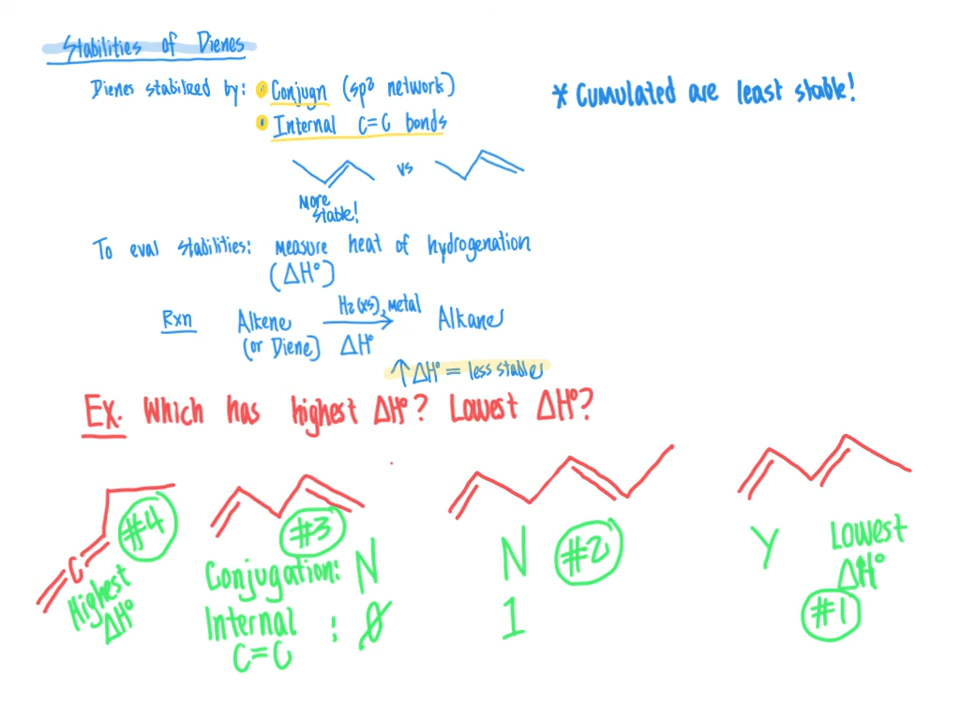 Stabilities of Dienes
Dienes stabilized by: • Conjugn (sp² network)
• Internal C=C bonds
* Cumulated are least stable!
vs
More stable!
To eval stabilities: measure heat of hydrogenation
(ΔH°)
Rxn Alkene H₂(xs), metal Alkane
(or Diene) ΔH°
↑ΔH° = less stable
Ex. Which has highest ΔH°? Lowest ΔH°?
C
#4
Highest ΔH°
#3
Conjugation: N
Internal : 0
C=C
N #2
1
Y Lowest
ΔH°
#1